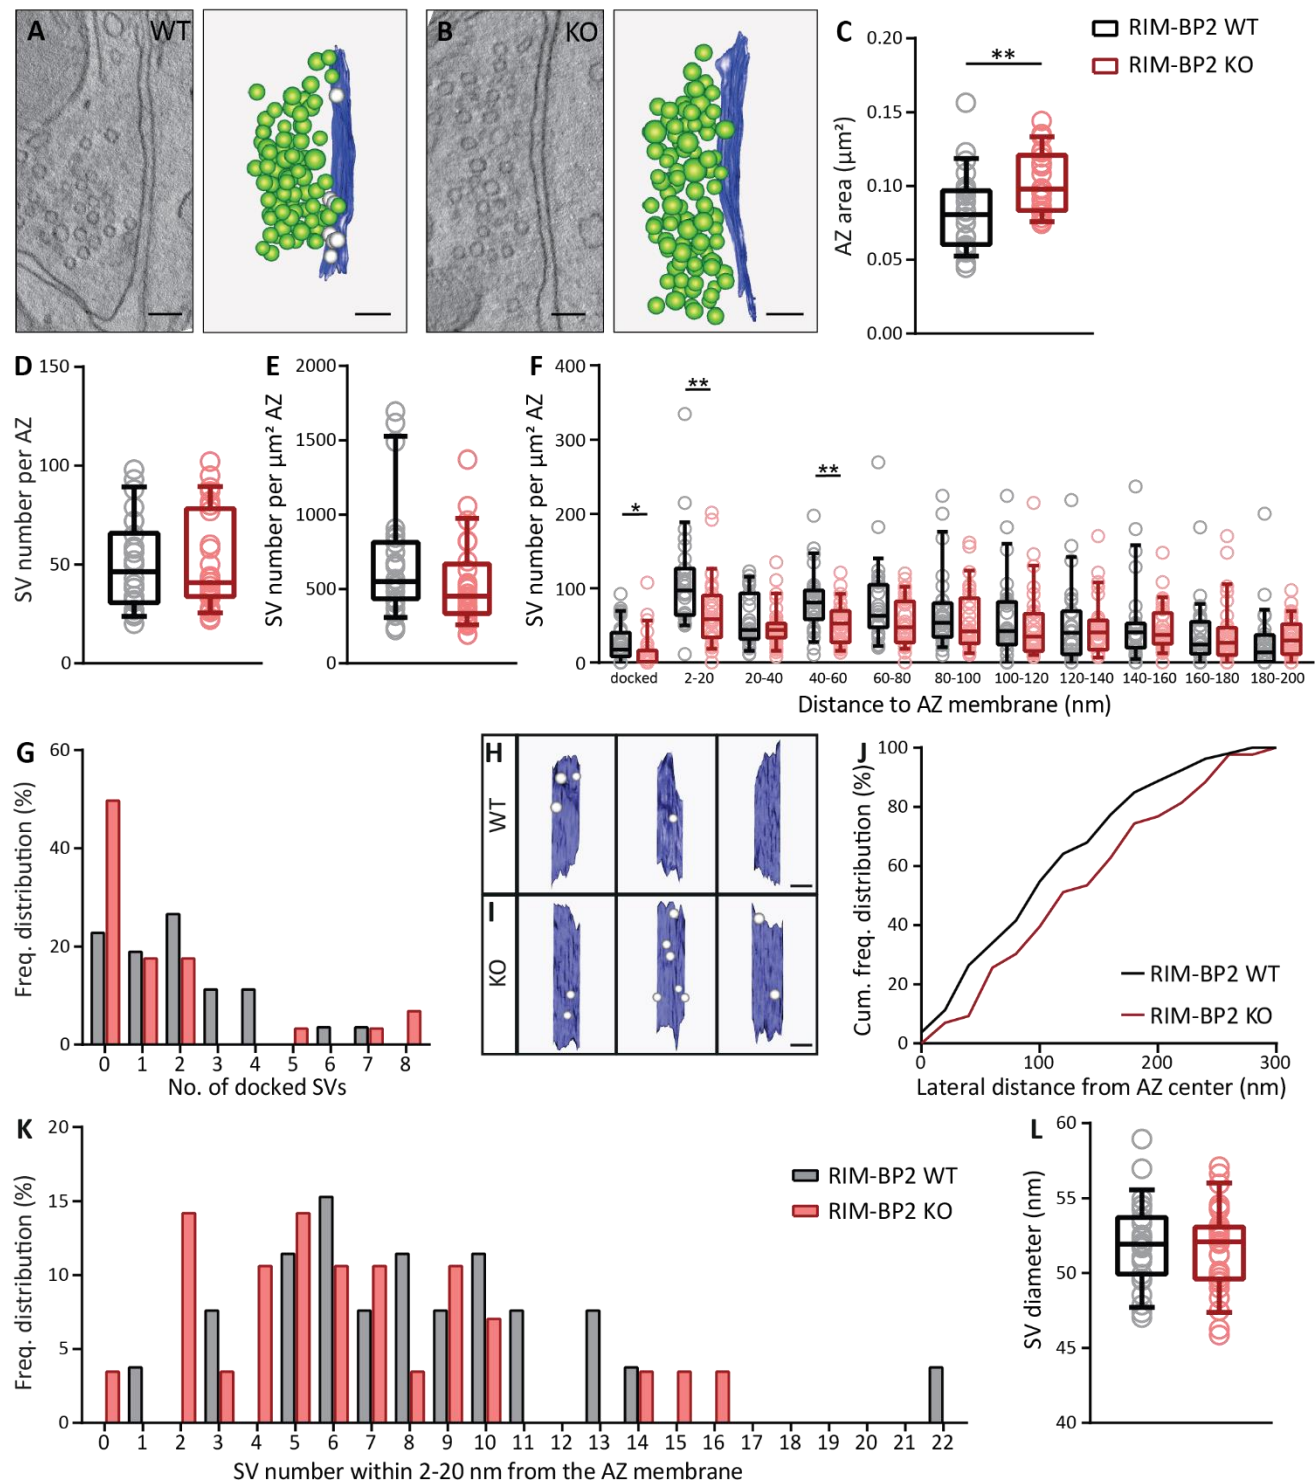 A WT
B KO
C
RIM-BP2 WT
RIM-BP2 KO
AZ area (µm²)
0.20
0.15
0.10
0.05
0.00
**
D
SV number per AZ
150
100
50
0
E
SV number per µm² AZ
2000
1500
1000
500
0
F
SV number per µm² AZ
400
300
200
100
0
*
**
**
docked 2-20 20-40 40-60 60-80 80-100 100-120 120-140 140-160 160-180 180-200
Distance to AZ membrane (nm)
G
Freq. distribution (%)
60
40
20
0
0 1 2 3 4 5 6 7 8
No. of docked SVs
H
WT
I
KO
J
Cum. freq. distribution (%)
100
80
60
40
20
0
RIM-BP2 WT
RIM-BP2 KO
0 100 200 300
Lateral distance from AZ center (nm)
K
Freq. distribution (%)
20
15
10
5
0
RIM-BP2 WT
RIM-BP2 KO
0 1 2 3 4 5 6 7 8 9 10 11 12 13 14 15 16 17 18 19 20 21 22
SV number within 2-20 nm from the AZ membrane
L
SV diameter (nm)
60
55
50
45
40